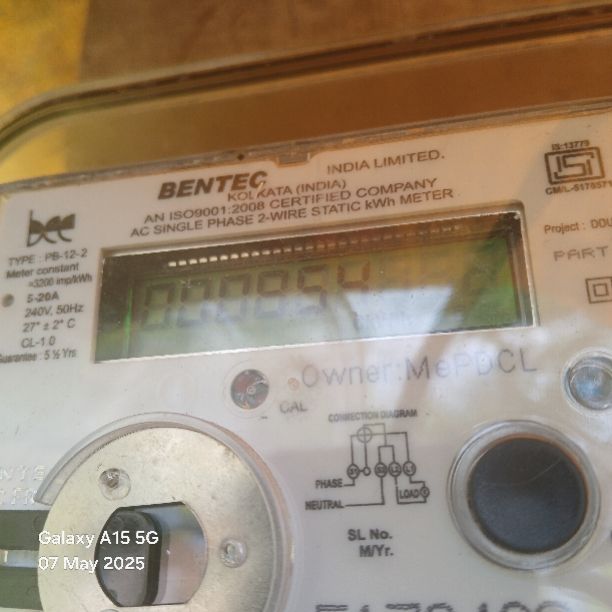 BENTEC INDIA LIMITED.
KOLKATA (INDIA)
AN ISO9001:2008 CERTIFIED COMPANY
AC SINGLE PHASE 2-WIRE STATIC kWh METER
IS:13779
CM/L-5176
bee
TYPE : PB-12-2
Meter constant
=3200 imp/kWh
5-20A
240V, 50Hz
27° ± 2° C
CL-1.0
Guarantee : 5 ½ Yrs
Project : DDU
PART
000854
CAL
Owner:MePDCL
CONNECTION DIAGRAM
PHASE
NEUTRAL
LOAD
SL No.
M/Yr.
Galaxy A15 5G
07 May 2025